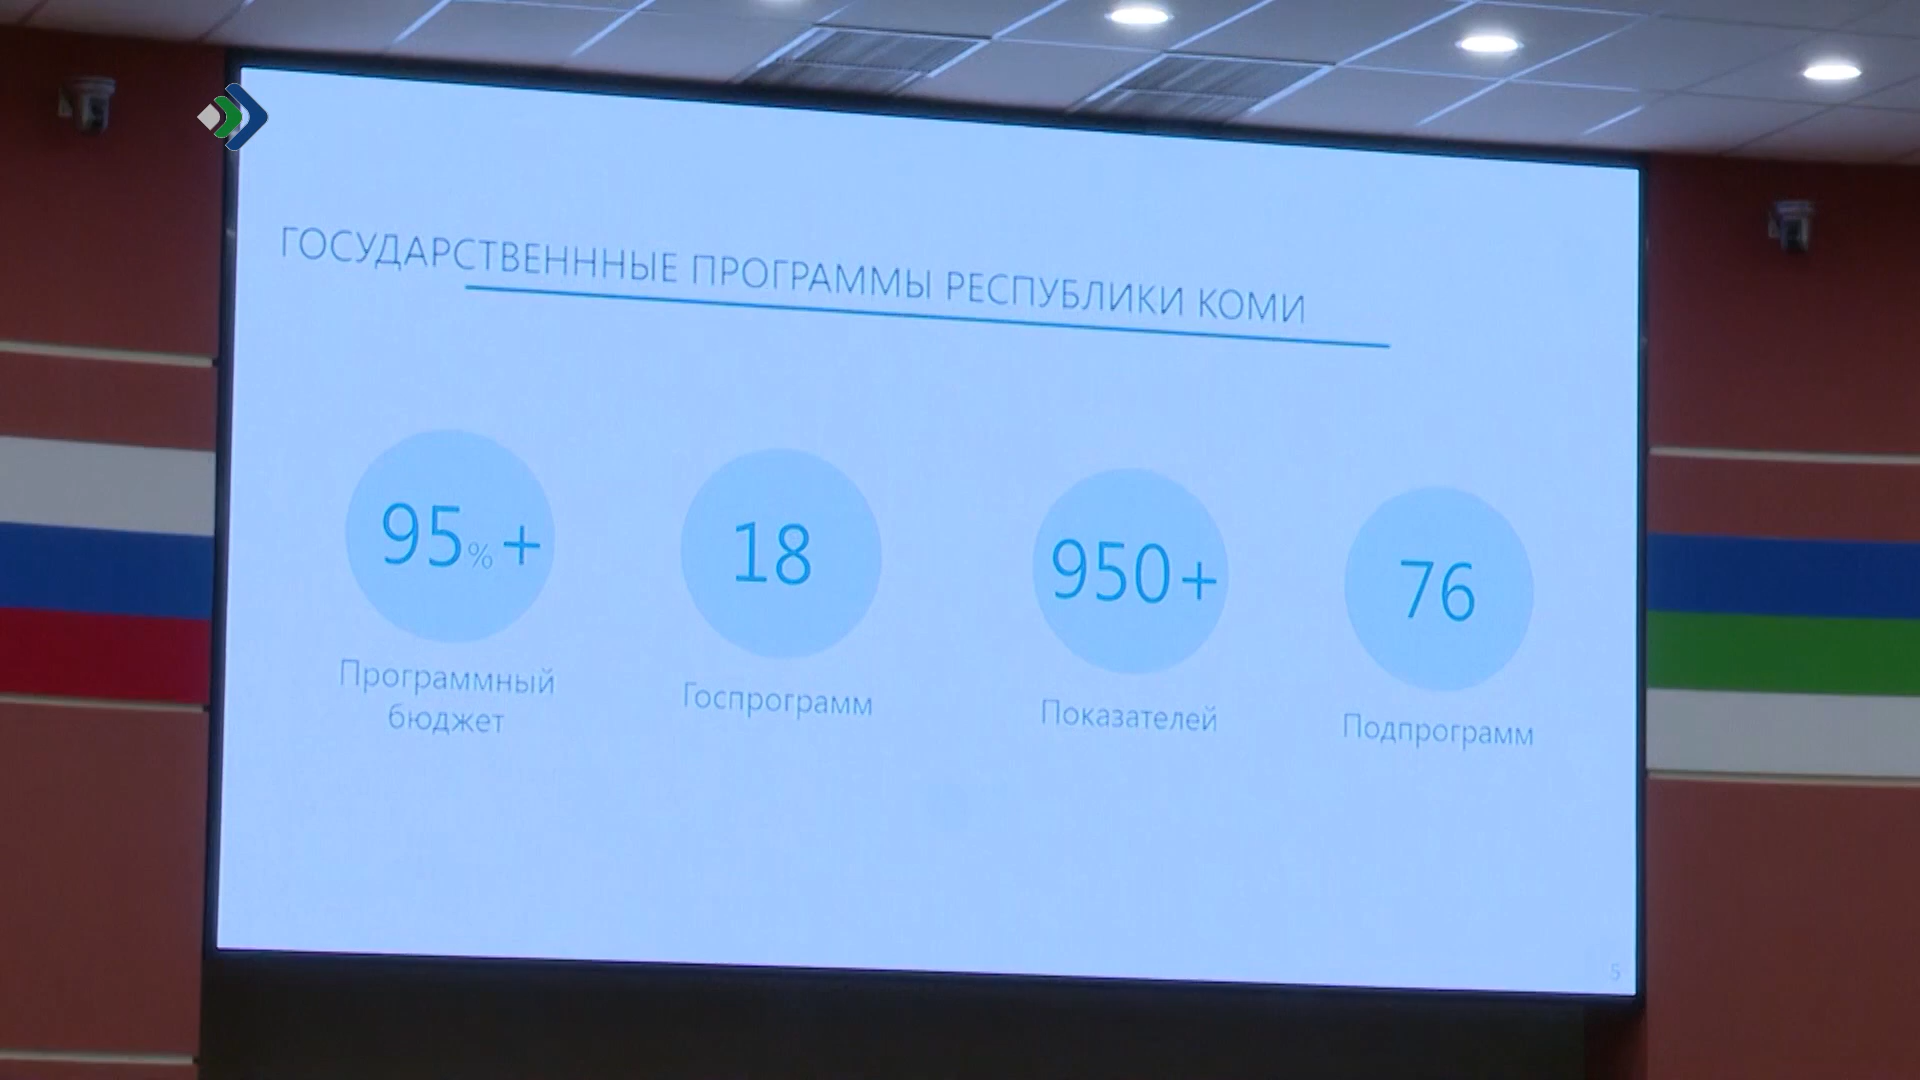 ГОСУДАРСТВЕНННЫЕ ПРОГРАММЫ РЕСПУБЛИКИ КОМИ
95%+
18
950+
76
Программный
бюджет
Госпрограмм
Показателей
Подпрограмм
5